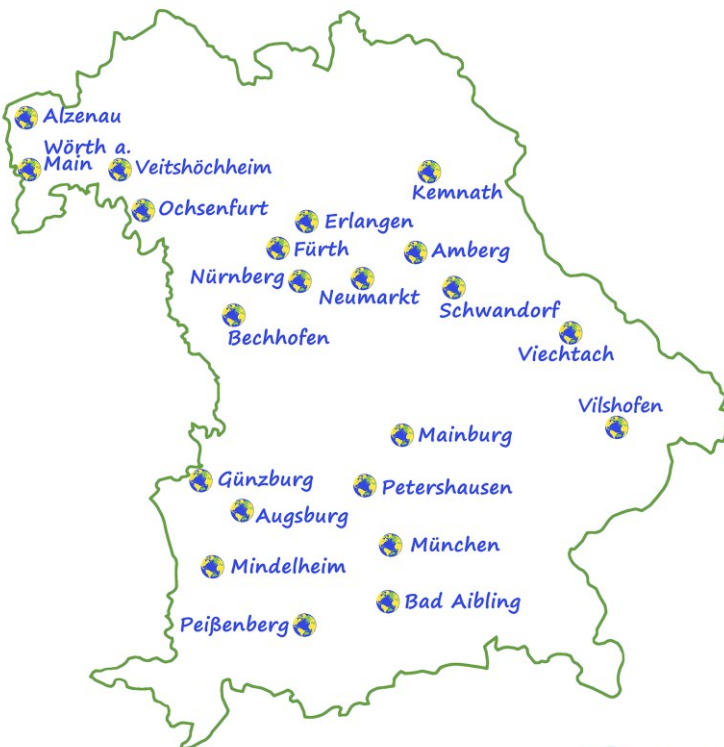 Alzenau
Wörth a.
Main
Veitshöchheim
Kemnath
Ochsenfurt
Erlangen
Fürth
Amberg
Nürnberg
Neumarkt
Schwandorf
Bechhofen
Viechtach
Vilshofen
Mainburg
Günzburg
Petershausen
Augsburg
München
Mindelheim
Bad Aibling
Peißenberg